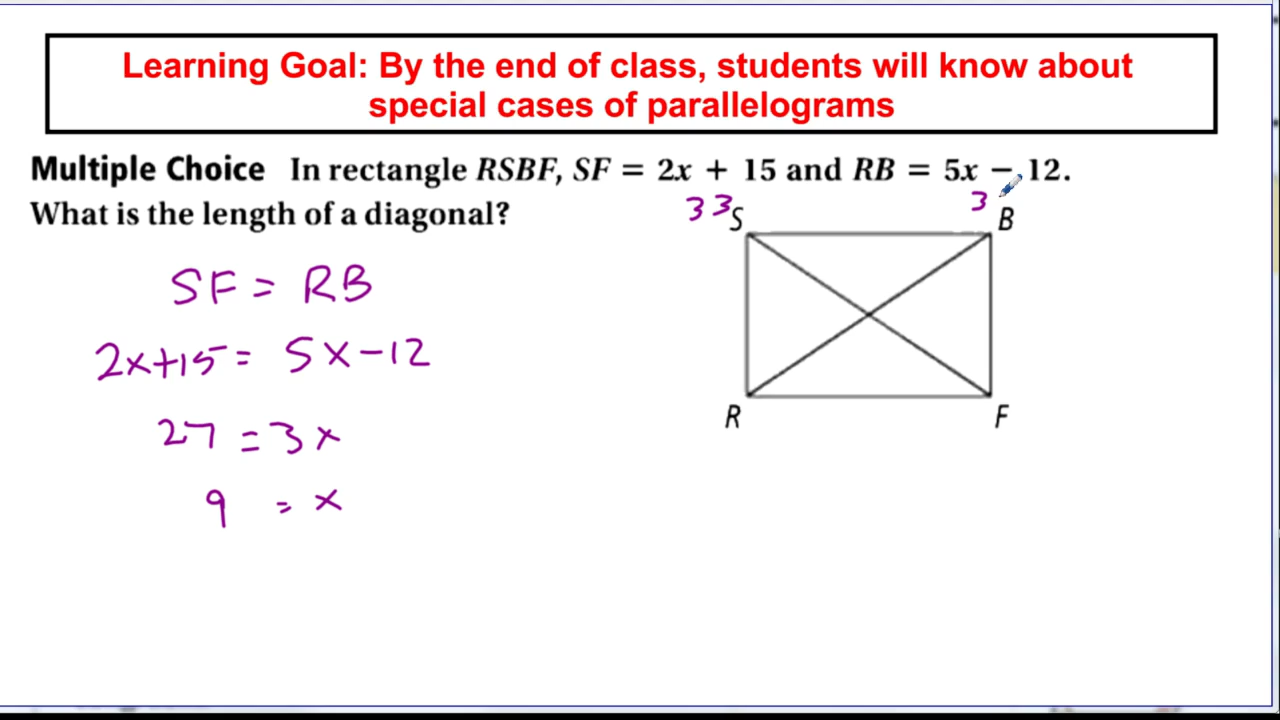 Learning Goal: By the end of class, students will know about
special cases of parallelograms
Multiple Choice In rectangle RSBF, SF = 2x + 15 and RB = 5x − 12.
What is the length of a diagonal?
33
3
S
B
R
F
SF = RB
2x+15 = 5x-12
27 = 3x
9 = x